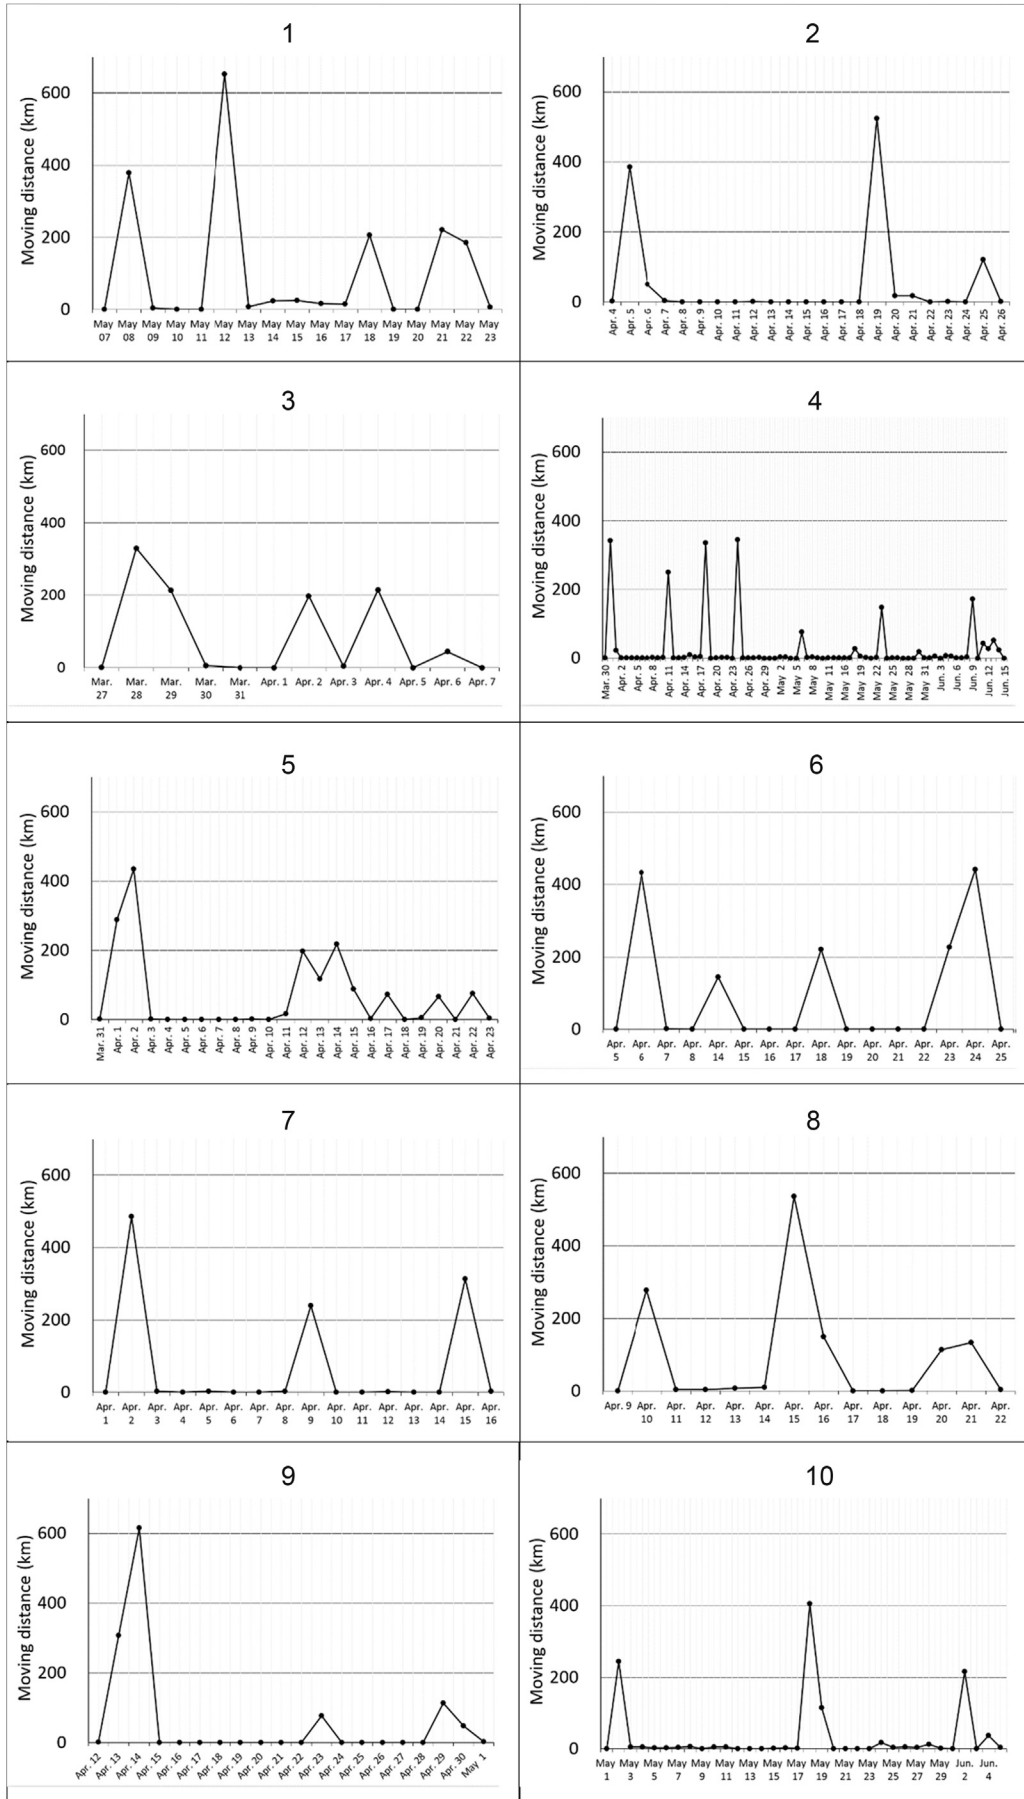 1
Moving distance (km)
600
400
200
0
May May May May May May May May May May May May May May May May May
07 08 09 10 11 12 13 14 15 16 17 18 19 20 21 22 23
2
Moving distance (km)
600
400
200
0
Apr. 4 Apr. 5 Apr. 6 Apr. 7 Apr. 8 Apr. 9 Apr. 10 Apr. 11 Apr. 12 Apr. 13 Apr. 14 Apr. 15 Apr. 16 Apr. 17 Apr. 18 Apr. 19 Apr. 20 Apr. 21 Apr. 22 Apr. 23 Apr. 24 Apr. 25 Apr. 26
3
Moving distance (km)
600
400
200
0
Mar. Mar. Mar. Mar. Mar. Apr. 1 Apr. 2 Apr. 3 Apr. 4 Apr. 5 Apr. 6 Apr. 7
27 28 29 30 31
4
Moving distance (km)
600
400
200
0
Mar. 30 Apr. 2 Apr. 5 Apr. 8 Apr. 11 Apr. 14 Apr. 17 Apr. 20 Apr. 23 Apr. 26 Apr. 29 May 2 May 5 May 8 May 11 May 16 May 19 May 22 May 25 May 28 May 31 Jun. 3 Jun. 6 Jun. 9 Jun. 12 Jun. 15
5
Moving distance (km)
600
400
200
0
Mar. 31 Apr. 1 Apr. 2 Apr. 3 Apr. 4 Apr. 5 Apr. 6 Apr. 7 Apr. 8 Apr. 9 Apr. 10 Apr. 11 Apr. 12 Apr. 13 Apr. 14 Apr. 15 Apr. 16 Apr. 17 Apr. 18 Apr. 19 Apr. 20 Apr. 21 Apr. 22 Apr. 23
6
Moving distance (km)
600
400
200
0
Apr. Apr. Apr. Apr. Apr. Apr. Apr. Apr. Apr. Apr. Apr. Apr. Apr. Apr. Apr. Apr.
5 6 7 8 14 15 16 17 18 19 20 21 22 23 24 25
7
Moving distance (km)
600
400
200
0
Apr. Apr. Apr. Apr. Apr. Apr. Apr. Apr. Apr. Apr. Apr. Apr. Apr. Apr. Apr. Apr.
1 2 3 4 5 6 7 8 9 10 11 12 13 14 15 16
8
Moving distance (km)
600
400
200
0
Apr. 9 Apr. Apr. Apr. Apr. Apr. Apr. Apr. Apr. Apr. Apr. Apr. Apr. Apr.
10 11 12 13 14 15 16 17 18 19 20 21 22
9
Moving distance (km)
600
400
200
0
Apr. 12 Apr. 13 Apr. 14 Apr. 15 Apr. 16 Apr. 17 Apr. 18 Apr. 19 Apr. 20 Apr. 21 Apr. 22 Apr. 23 Apr. 24 Apr. 25 Apr. 26 Apr. 27 Apr. 28 Apr. 29 Apr. 30 May 1
10
Moving distance (km)
600
400
200
0
May May May May May May May May May May May May May May May Jun. Jun.
1 3 5 7 9 11 13 15 17 19 21 23 25 27 29 2 4